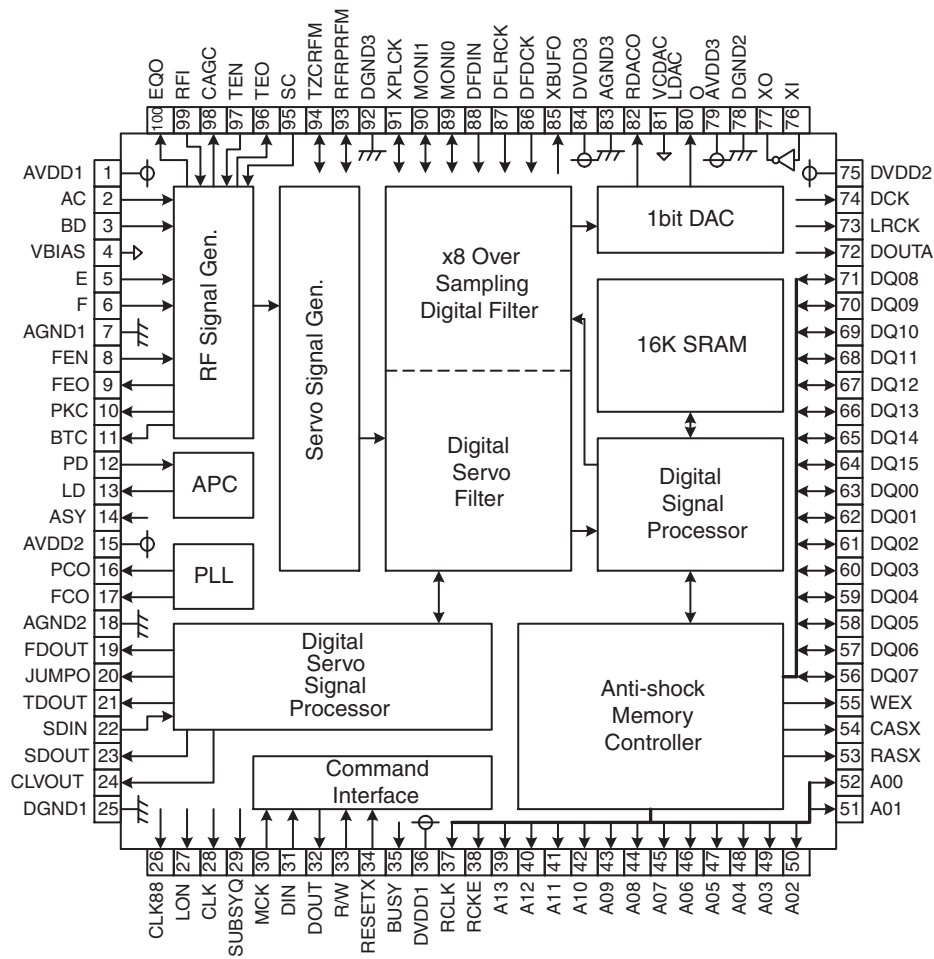 EQO
RFI
CAGC
TEN
TEO
SC
TZCRFM
RFRPRFM
DGND3
XPLCK
MONI1
MONI0
DFDIN
DFLRCK
DFDCK
XBUFO
DVDD3
AGND3
RDACO
VCDAC
LDAC
O
AVDD3
DGND2
XO
XI
100
99
98
97
96
95
94
93
92
91
90
89
88
87
86
85
84
83
82
81
80
79
78
77
76
AVDD1 1
AC 2
BD 3
VBIAS 4
E 5
F 6
AGND1 7
FEN 8
FEO 9
PKC 10
BTC 11
PD 12
LD 13
ASY 14
AVDD2 15
PCO 16
FCO 17
AGND2 18
FDOUT 19
JUMPO 20
TDOUT 21
SDIN 22
SDOUT 23
CLVOUT 24
DGND1 25
RF Signal Gen.
Servo Signal Gen.
x8 Over
Sampling
Digital Filter
Digital
Servo
Filter
1bit DAC
16K SRAM
Digital
Signal
Processor
APC
PLL
Digital
Servo
Signal
Processor
Anti-shock
Memory
Controller
Command
Interface
75 DVDD2
74 DCK
73 LRCK
72 DOUTA
71 DQ08
70 DQ09
69 DQ10
68 DQ11
67 DQ12
66 DQ13
65 DQ14
64 DQ15
63 DQ00
62 DQ01
61 DQ02
60 DQ03
59 DQ04
58 DQ05
57 DQ06
56 DQ07
55 WEX
54 CASX
53 RASX
52 A00
51 A01
26
27
28
29
30
31
32
33
34
35
36
37
38
39
40
41
42
43
44
45
46
47
48
49
50
CLK88
LON
CLK
SUBSYQ
MCK
DIN
DOUT
R/W
RESETX
BUSY
DVDD1
RCLK
RCKE
A13
A12
A11
A10
A09
A08
A07
A06
A05
A04
A03
A02